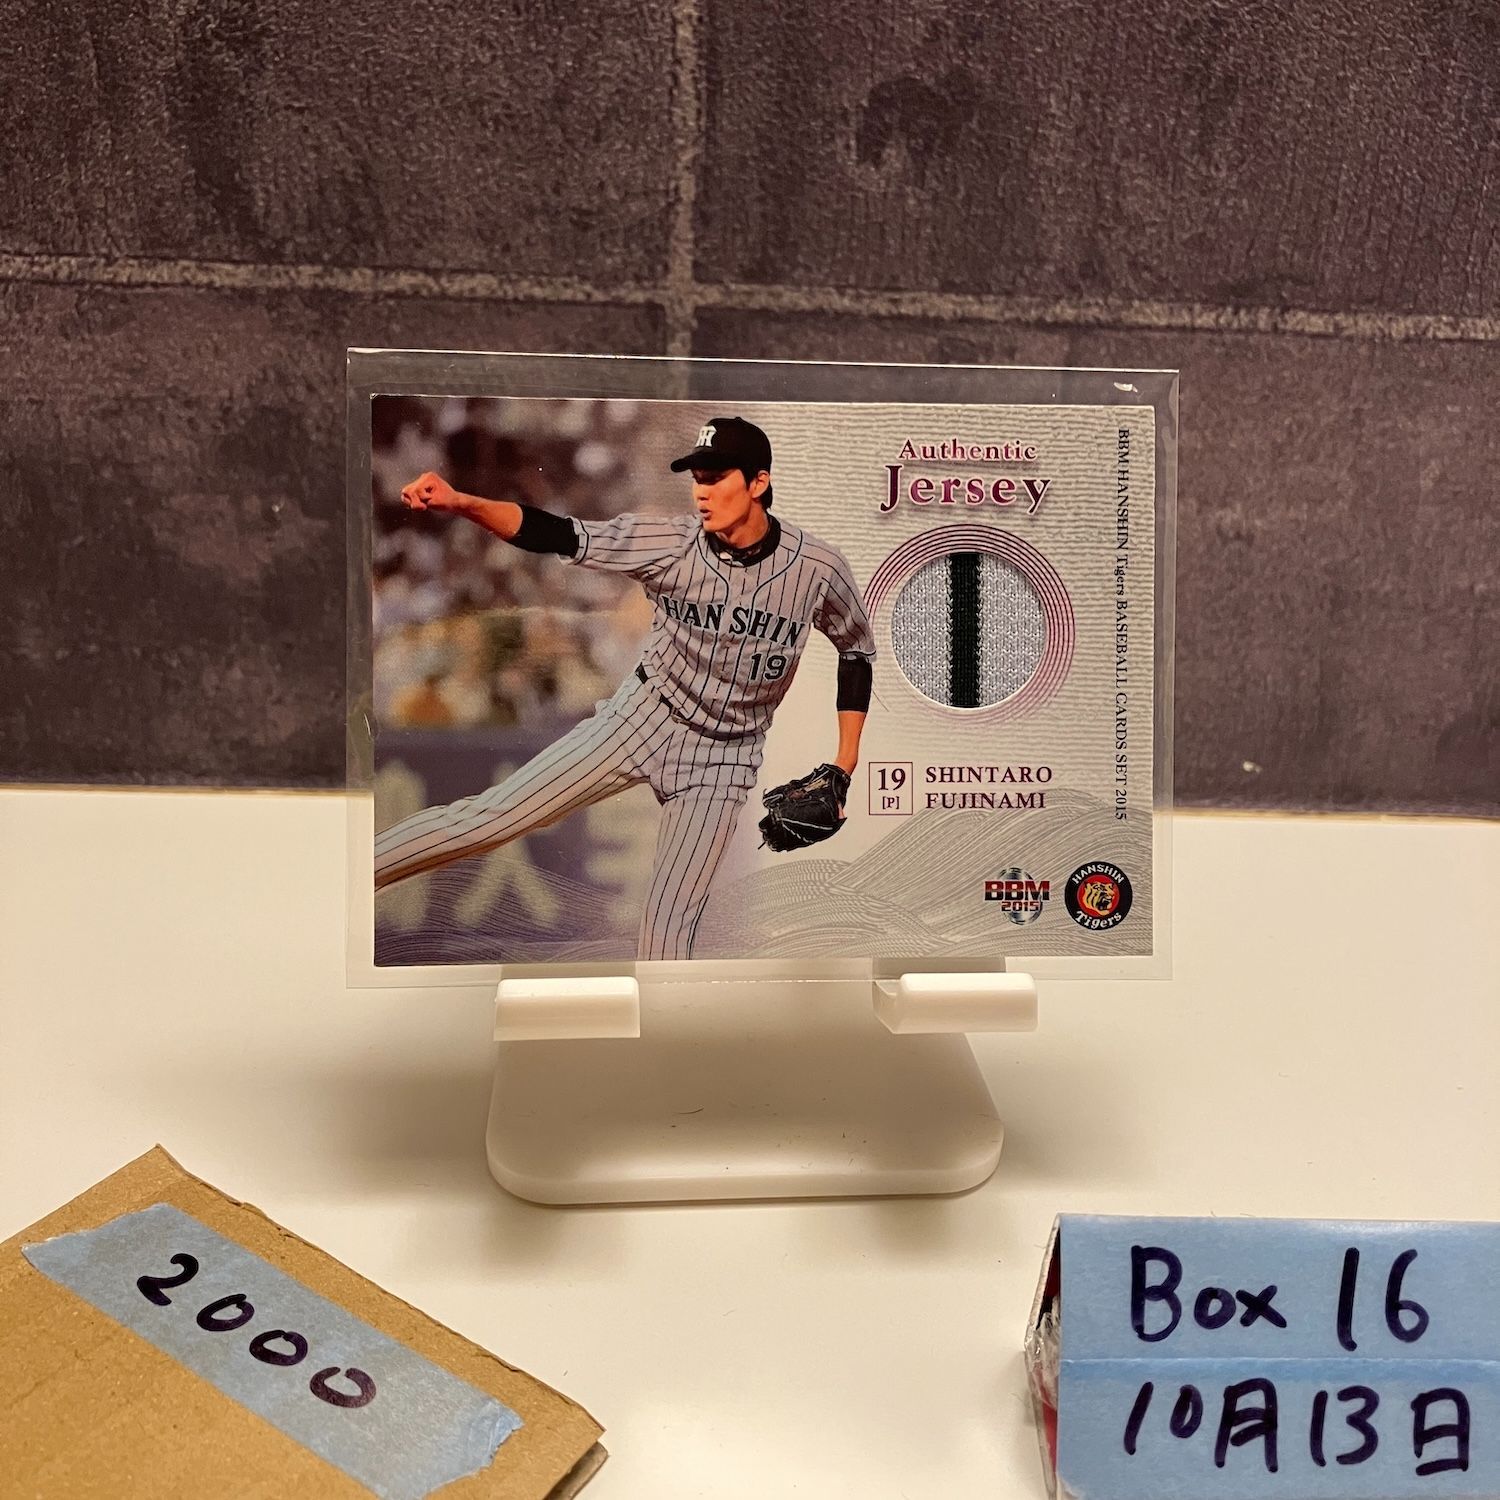 Authentic
Jersey
BBM HANSHIN Tigers BASEBALL CARDS SET 2015
HANSHIN
19
19
[P]
SHINTARO
FUJINAMI
BBM
2015
HANSHIN
Tigers
2000
Box 16
10月13日